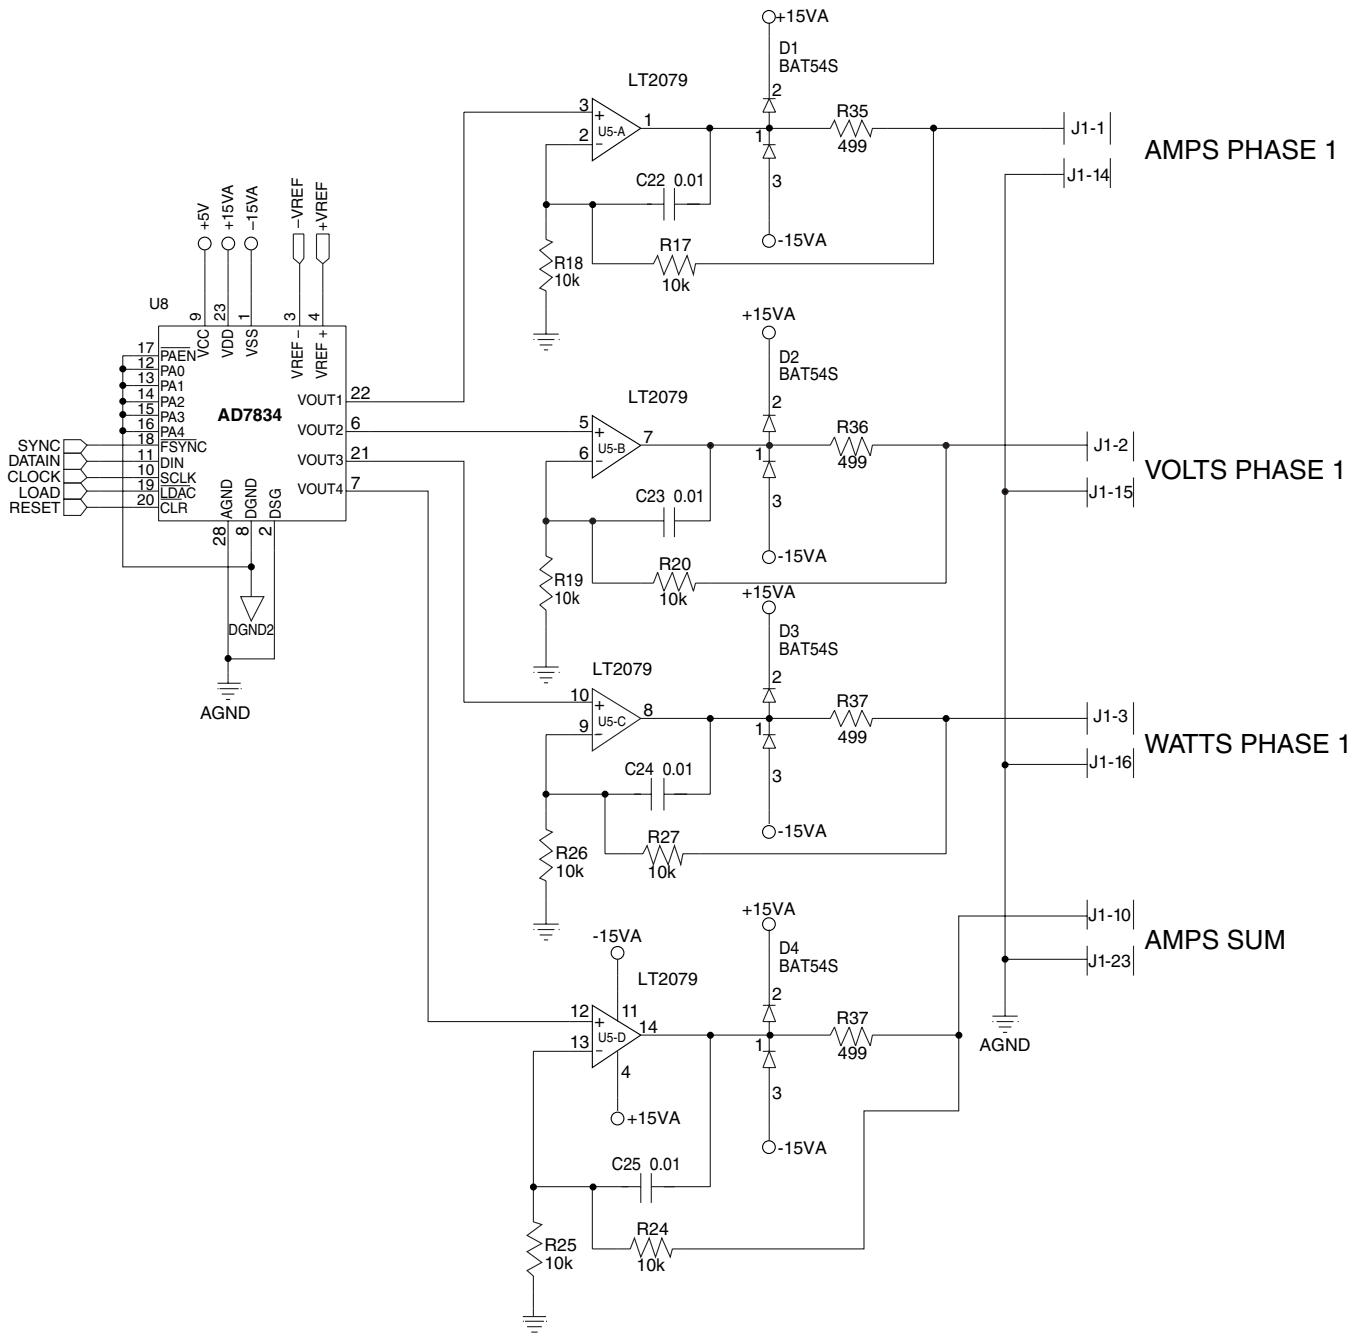 +15VA
D1
BAT54S
LT2079
2
3
+
U5-A
1
2
−
1
R35
499
J1-1
AMPS PHASE 1
J1-14
C22 0.01
3
-15VA
R18
10k
R17
10k
+5V
+15VA
−15VA
−VREF
+VREF
U8
9
23
1
3
4
VCC
VDD
VSS
VREF -
VREF +
17 PAEN
12 PA0
13 PA1
14 PA2
15 PA3
16 PA4
SYNC 18 FSYNC
DATAIN 11 DIN
CLOCK 10 SCLK
LOAD 19 LDAC
RESET 20 CLR
AD7834
VOUT1 22
VOUT2 6
VOUT3 21
VOUT4 7
AGND
DGND
DSG
28
8
2
DGND2
AGND
+15VA
D2
BAT54S
LT2079
2
5
+
U5-B
7
6
−
1
R36
499
J1-2
VOLTS PHASE 1
J1-15
C23 0.01
3
-15VA
R19
10k
R20
10k
+15VA
D3
BAT54S
LT2079
2
10
+
U5-C
8
9
−
1
R37
499
J1-3
WATTS PHASE 1
J1-16
C24 0.01
3
-15VA
R26
10k
R27
10k
+15VA
D4
BAT54S
-15VA
LT2079
2
11
12
+
U5-D
14
13
−
4
+15VA
1
R37
499
J1-10
AMPS SUM
J1-23
AGND
3
-15VA
C25 0.01
R25
10k
R24
10k